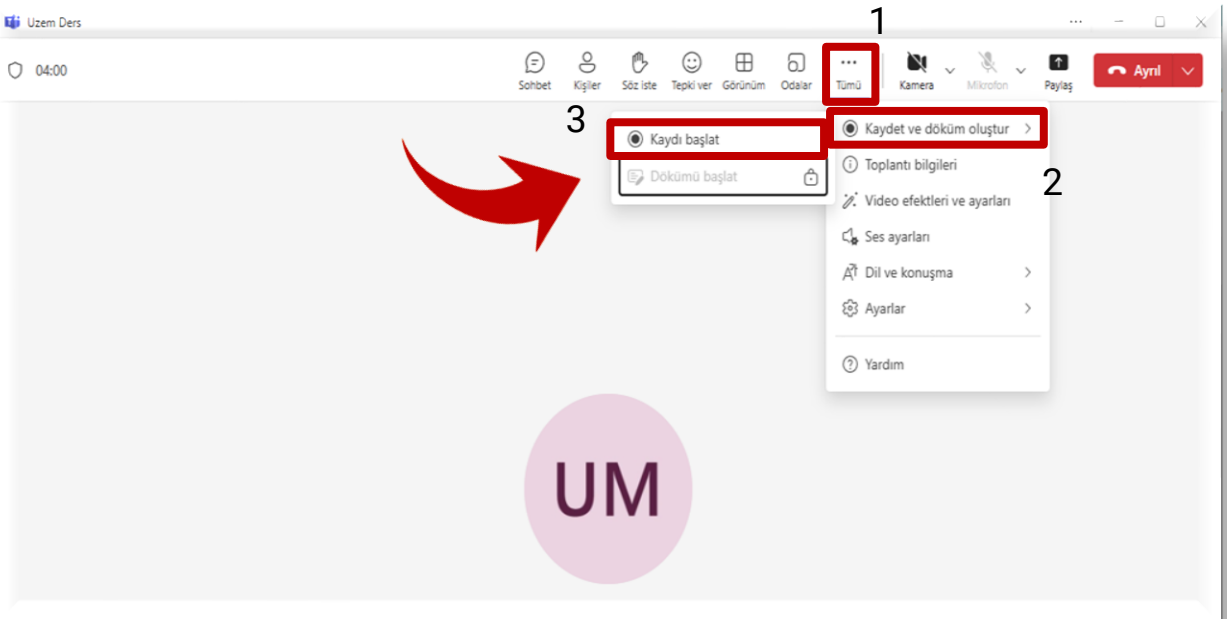 Uzem Ders
1
04:00
Sohbet Kişiler Söz iste Tepki ver Görünüm Odalar Tümü Kamera Mikrofon Paylaş Ayrıl
3
Kaydı başlat
Dökümü başlat
Kaydet ve döküm oluştur
2
Toplantı bilgileri
Video efektleri ve ayarları
Ses ayarları
Dil ve konuşma
Ayarlar
Yardım
UM